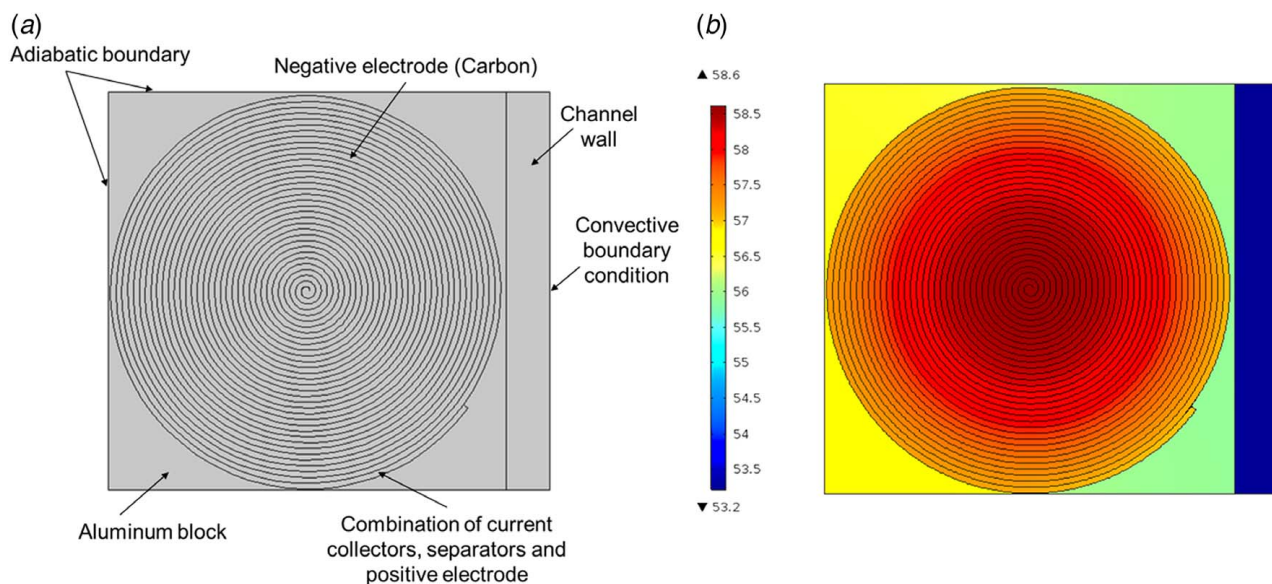 (a)
Adiabatic boundary
Negative electrode (Carbon)
Channel
wall
Convective
boundary
condition
Aluminum block
Combination of current
collectors, separators and
positive electrode
(b)
▲ 58.6
58.5
58
57.5
57
56.5
56
55.5
55
54.5
54
53.5
▼ 53.2